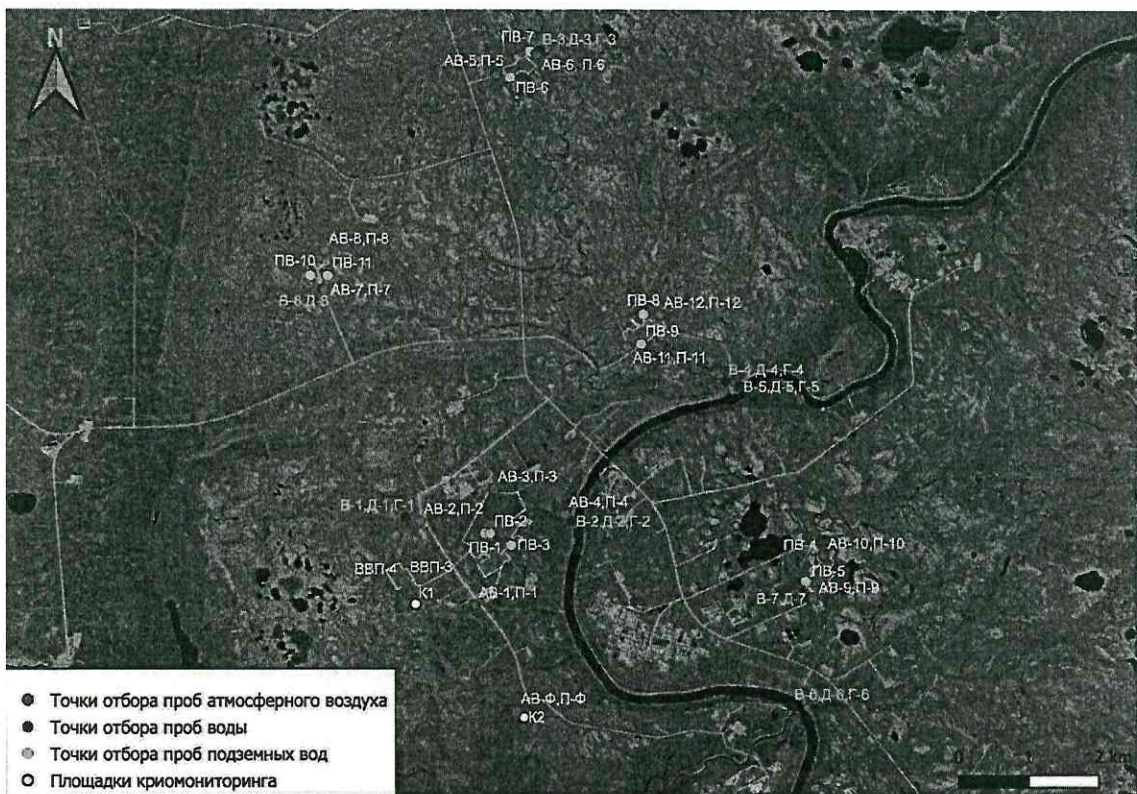 N
ПВ-7
В-3,Д-3,Г-3
АВ-5,П-5
АВ-6, П-6
ПВ-6
АВ-8,П-8
ПВ-10
ПВ-11
АВ-7,П-7
ПВ-8
АВ-12,П-12
ПВ-9
АВ-11,П-11
В-4,Д-4,Г-4
В-5,Д-5,Г-5
АВ-3,П-3
В-1,Д-1,Г-1
АВ-2,П-2
АВ-4,П-4
В-2,Д-2,Г-2
ПВ-2
ПВ-1
ПВ-3
ПВ-4
АВ-10,П-10
ВВП-4
ВВП-3
ПВ-5
К1
АВ-1,П-1
АВ-9,П-9
В-7,Д-7
АВ-Ф,П-Ф
К2
В-6,Д-6,Г-6
Точки отбора проб атмосферного воздуха
Точки отбора проб воды
Точки отбора проб подземных вод
Площадки криомониторинга
0 1 2 km